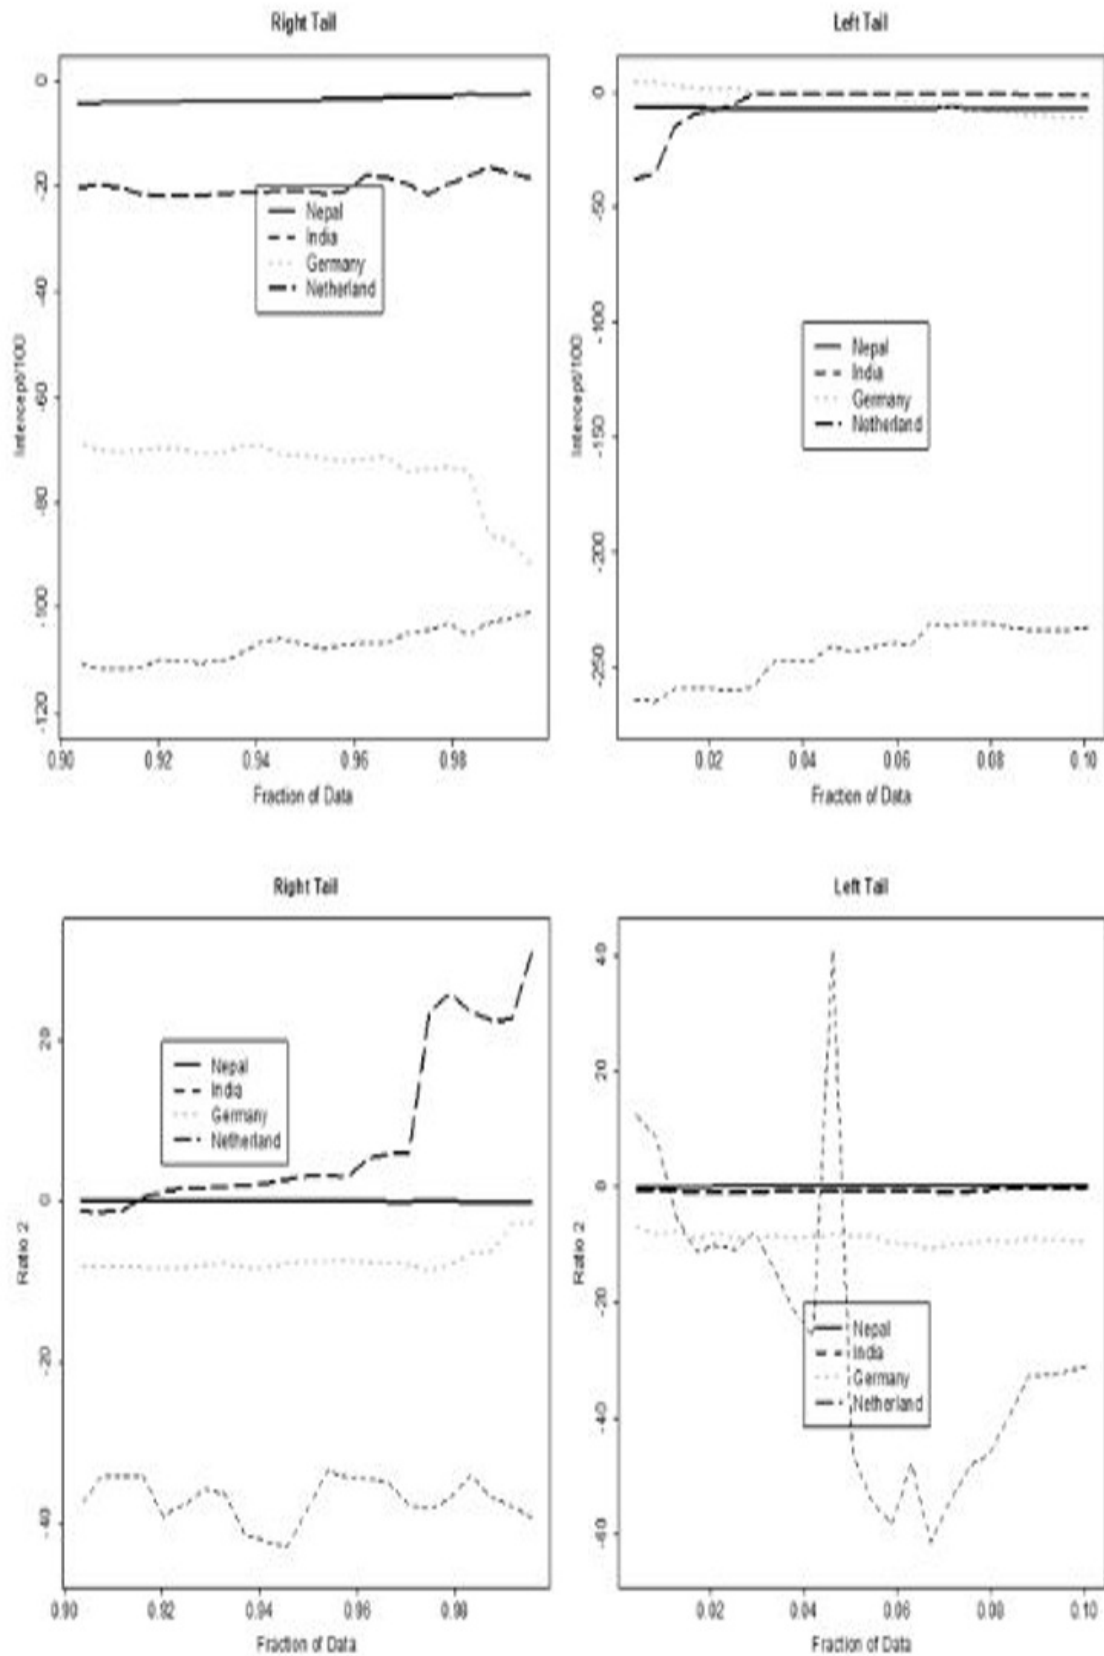 Right Tail
Intercept/100
0
-20
-40
-60
-80
-100
-120
Nepal
India
Germany
Netherland
0.90
0.92
0.94
0.96
0.98
Fraction of Data
Left Tail
Intercept/100
0
-50
-100
-150
-200
-250
Nepal
India
Germany
Netherland
0.02
0.04
0.06
0.08
0.10
Fraction of Data
Right Tail
Ratio 2
20
0
-20
-40
Nepal
India
Germany
Netherland
0.90
0.92
0.94
0.96
0.98
Fraction of Data
Left Tail
Ratio 2
40
20
0
-20
-40
-60
Nepal
India
Germany
Netherland
0.02
0.04
0.06
0.08
0.10
Fraction of Data